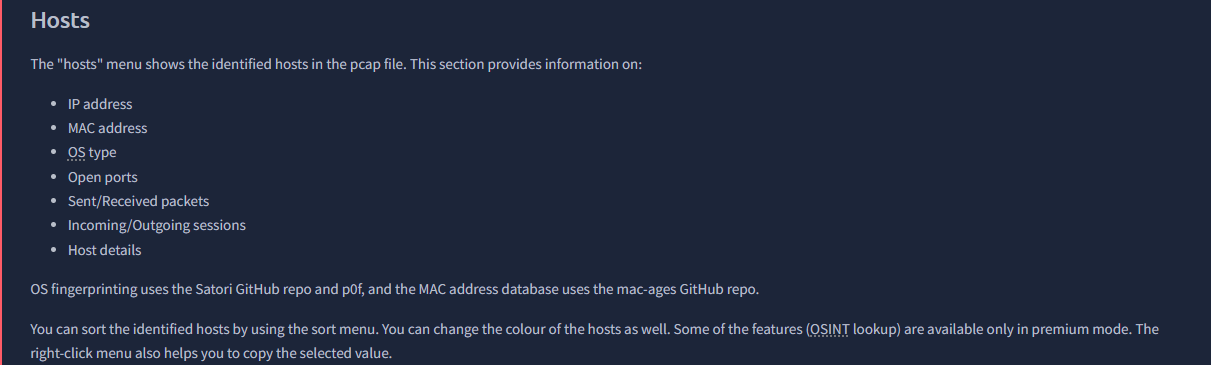 Hosts
The "hosts" menu shows the identified hosts in the pcap file. This section provides information on:
IP address
MAC address
OS type
Open ports
Sent/Received packets
Incoming/Outgoing sessions
Host details
OS fingerprinting uses the Satori GitHub repo and p0f, and the MAC address database uses the mac-ages GitHub repo.
You can sort the identified hosts by using the sort menu. You can change the colour of the hosts as well. Some of the features (OSINT lookup) are available only in premium mode. The
right-click menu also helps you to copy the selected value.